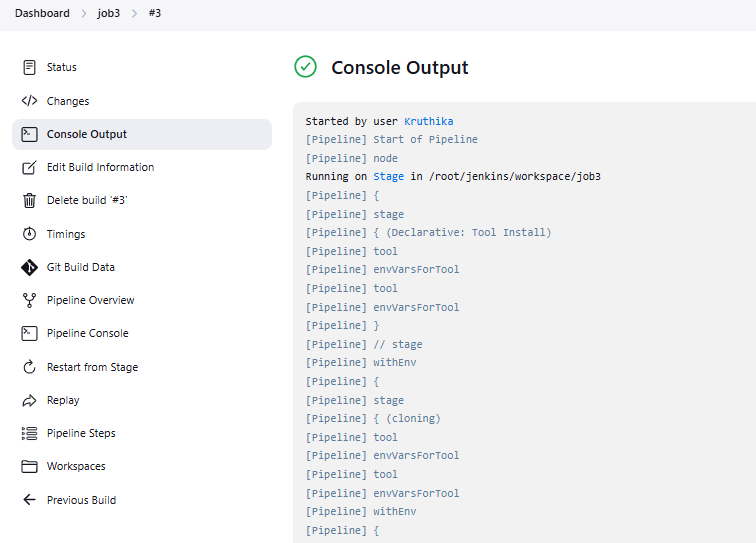 Dashboard > job3 > #3
Status
Changes
Console Output
Edit Build Information
Delete build '#3'
Timings
Git Build Data
Pipeline Overview
Pipeline Console
Restart from Stage
Replay
Pipeline Steps
Workspaces
Previous Build
Console Output
Started by user Kruthika
[Pipeline] Start of Pipeline
[Pipeline] node
Running on Stage in /root/jenkins/workspace/job3
[Pipeline] {
[Pipeline] stage
[Pipeline] { (Declarative: Tool Install)
[Pipeline] tool
[Pipeline] envVarsForTool
[Pipeline] tool
[Pipeline] envVarsForTool
[Pipeline] }
[Pipeline] // stage
[Pipeline] withEnv
[Pipeline] {
[Pipeline] stage
[Pipeline] { (cloning)
[Pipeline] tool
[Pipeline] envVarsForTool
[Pipeline] tool
[Pipeline] envVarsForTool
[Pipeline] withEnv
[Pipeline] {